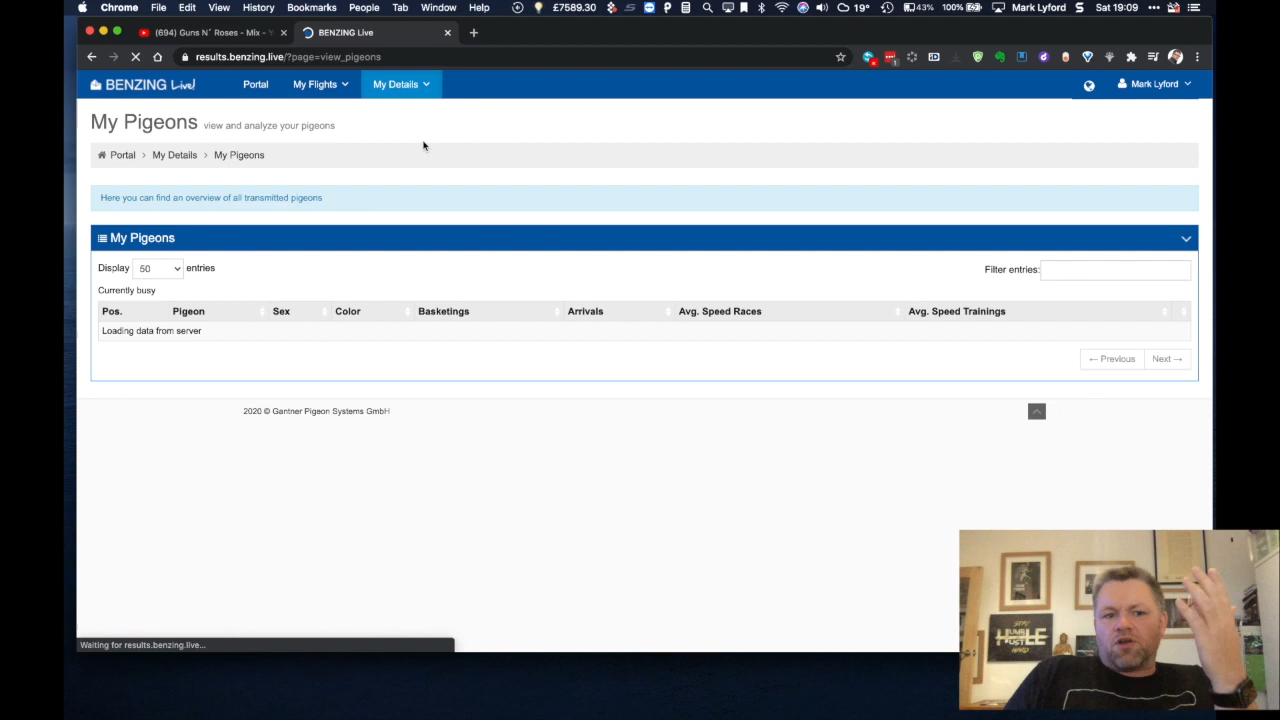 Chrome File Edit View History Bookmarks People Tab Window Help £7589.30 43% 100% 19° Mark Lyford Sat 19:09
(694) Guns N' Roses - Mix - Y
BENZING Live
results.benzing.live/?page=view_pigeons
BENZING Live! Portal My Flights My Details Mark Lyford
My Pigeons view and analyze your pigeons
Portal > My Details > My Pigeons
Here you can find an overview of all transmitted pigeons
My Pigeons
Display 50 entries Filter entries:
Currently busy
Pos. Pigeon Sex Color Basketings Arrivals Avg. Speed Races Avg. Speed Trainings
Loading data from server
← Previous Next →
2020 © Gantner Pigeon Systems GmbH
Waiting for results.benzing.live...
STAY
HUMBLE
HUSTLE
HARD